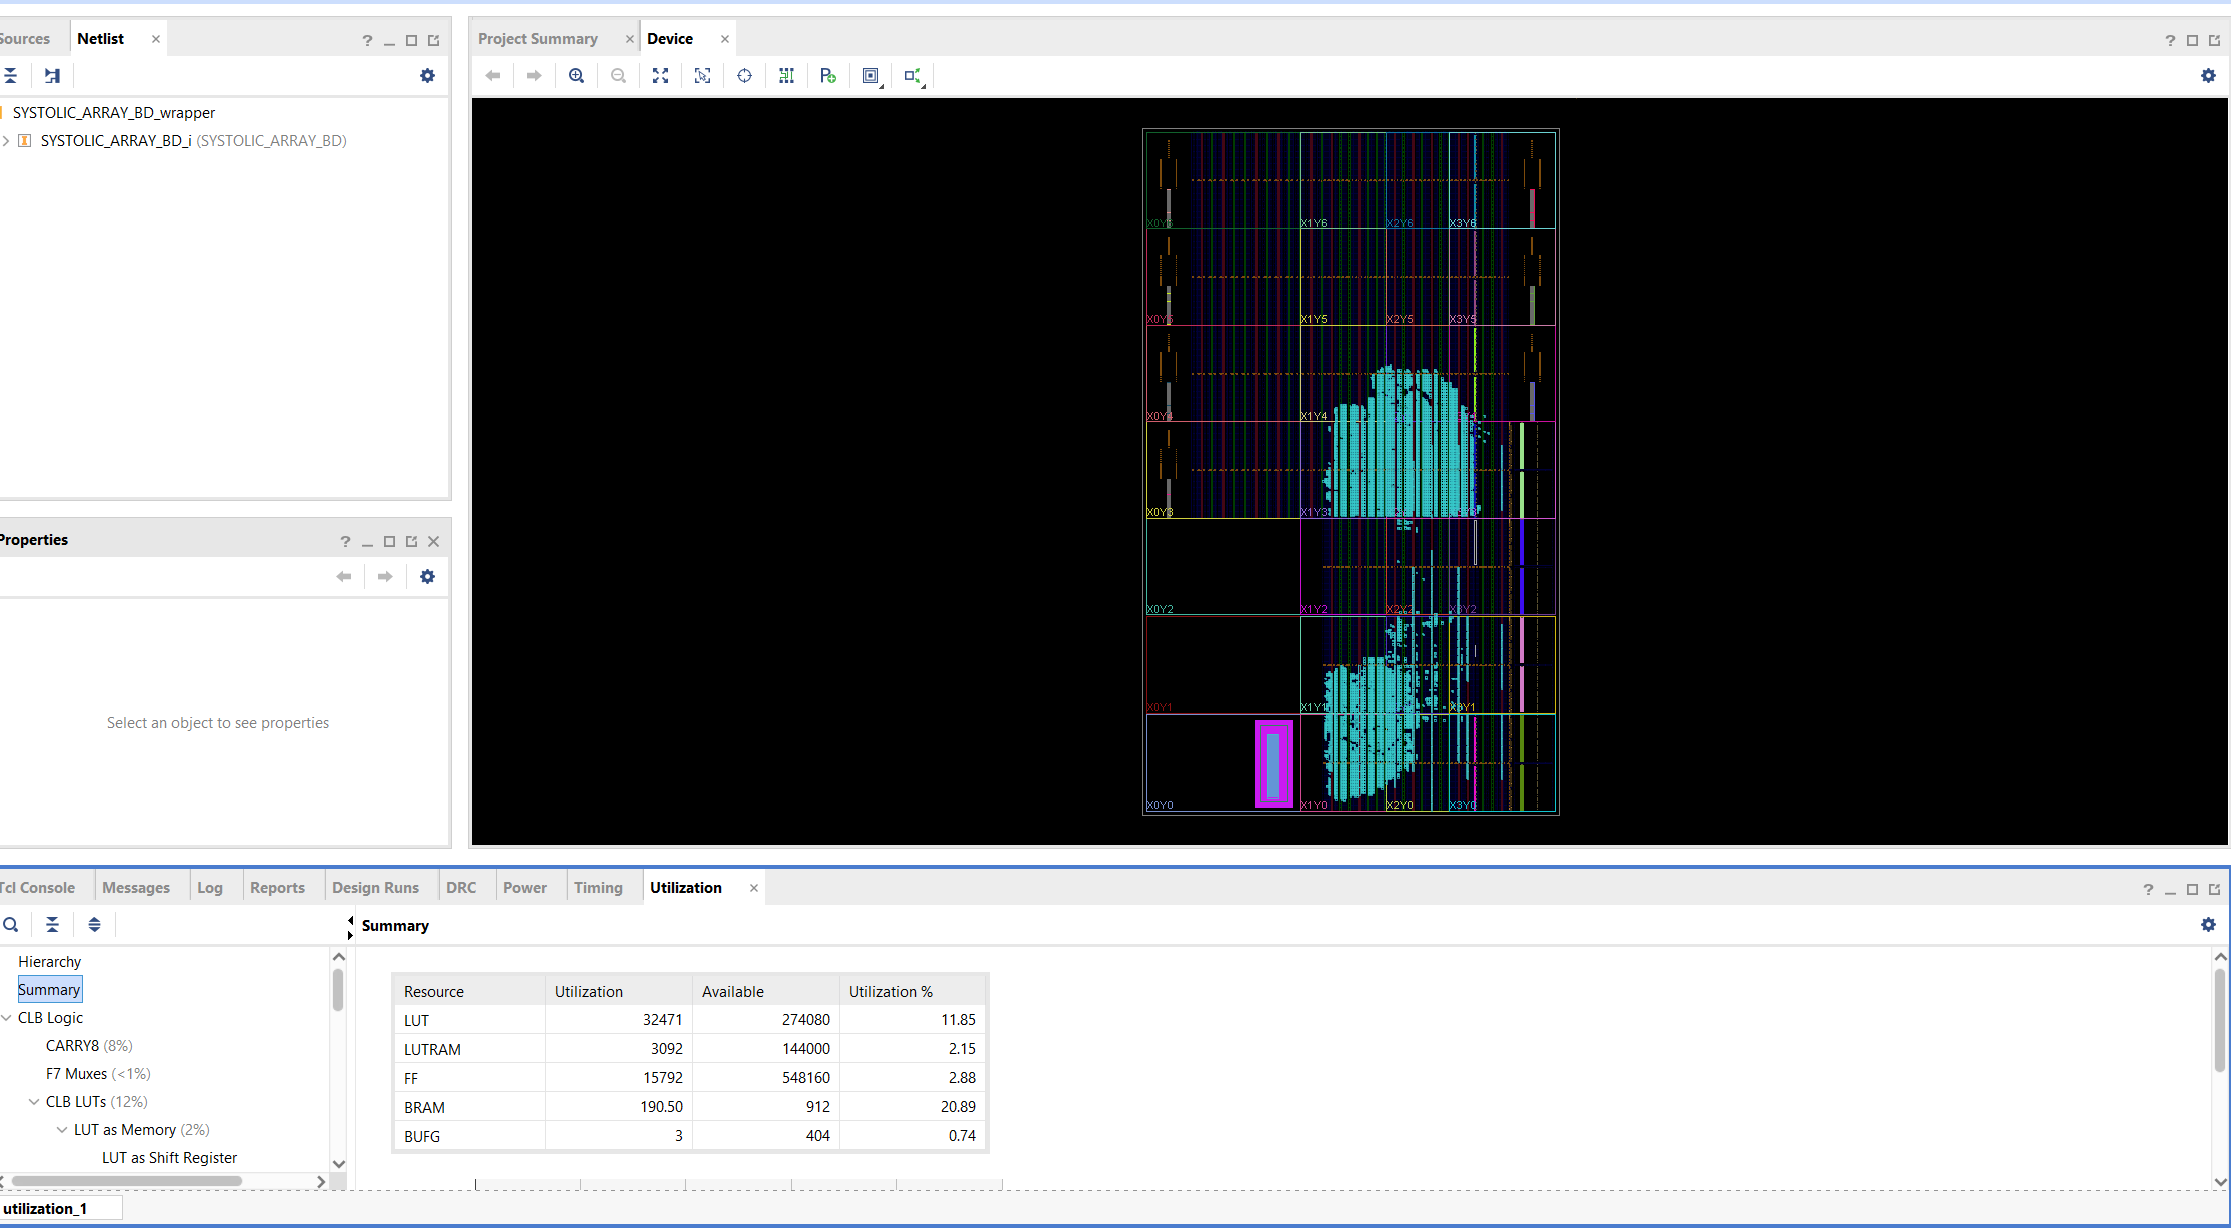 Sources Netlist
SYSTOLIC_ARRAY_BD_wrapper
SYSTOLIC_ARRAY_BD_i (SYSTOLIC_ARRAY_BD)
Properties
Select an object to see properties
Project Summary Device
X0Y6 X1Y6 X2Y6 X3Y6
X0Y5 X1Y5 X2Y5 X3Y5
X0Y4 X1Y4
X0Y3 X1Y3
X0Y2 X1Y2 X2Y2 X3Y2
X0Y1 X1Y1 X3Y1
X0Y0 X1Y0 X2Y0 X3Y0
Tcl Console Messages Log Reports Design Runs DRC Power Timing Utilization
Summary
Hierarchy
Summary
CLB Logic
CARRY8 (8%)
F7 Muxes (<1%)
CLB LUTs (12%)
LUT as Memory (2%)
LUT as Shift Register
Resource Utilization Available Utilization %
LUT 32471 274080 11.85
LUTRAM 3092 144000 2.15
FF 15792 548160 2.88
BRAM 190.50 912 20.89
BUFG 3 404 0.74
utilization_1